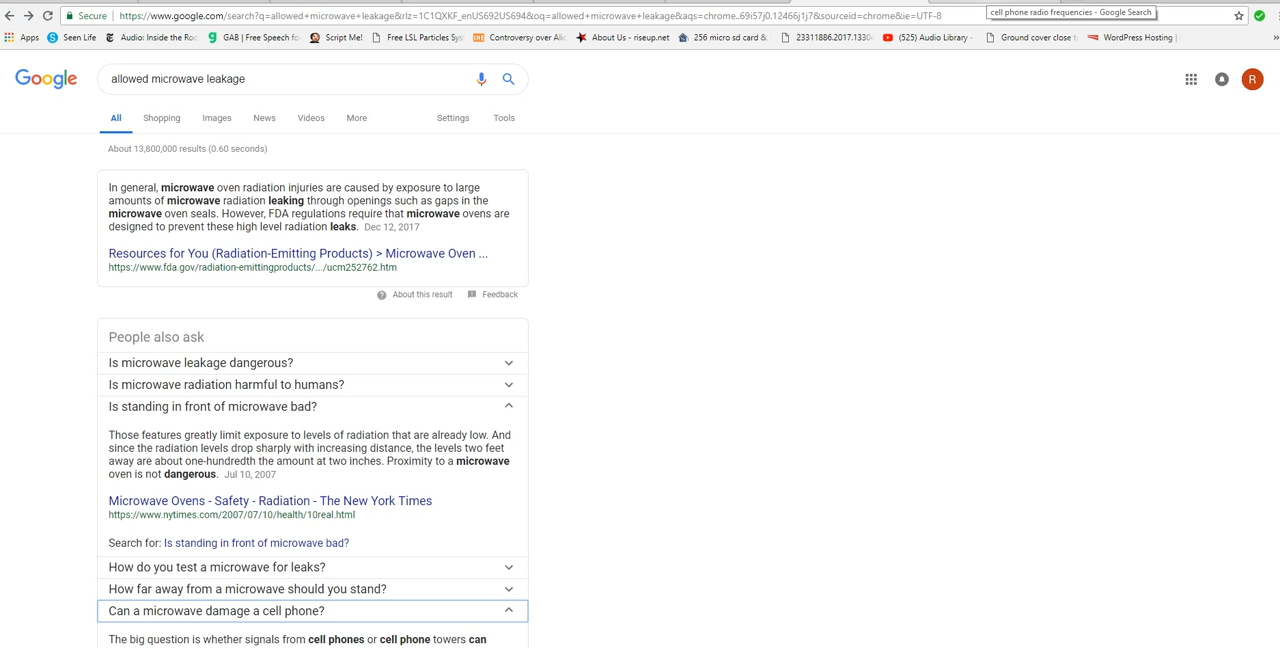 cell phone radio frequencies - Google Search
Secure https://www.google.com/search?q=allowed+microwave+leakage&rlz=1C1QXKF_enUS692US694&oq=allowed+microwave+leakage&aqs=chrome..69i57j0.12466j1j7&sourceid=chrome&ie=UTF-8
Apps Seen Life Audio: Inside the Ro GAB | Free Speech fo Script Me! Free LSL Particles Sys Controversy over Ali About Us - riseup.net 256 micro sd card & 23311886.2017.1330 (525) Audio Library - Ground cover close t WordPress Hosting | »
Google allowed microwave leakage R
All Shopping Images News Videos More Settings Tools
About 13,800,000 results (0.60 seconds)
In general, microwave oven radiation injuries are caused by exposure to large
amounts of microwave radiation leaking through openings such as gaps in the
microwave oven seals. However, FDA regulations require that microwave ovens are
designed to prevent these high level radiation leaks. Dec 12, 2017
Resources for You (Radiation-Emitting Products) > Microwave Oven ...
https://www.fda.gov/radiation-emittingproducts/.../ucm252762.htm
About this result Feedback
People also ask
Is microwave leakage dangerous?
Is microwave radiation harmful to humans?
Is standing in front of microwave bad?
Those features greatly limit exposure to levels of radiation that are already low. And
since the radiation levels drop sharply with increasing distance, the levels two feet
away are about one-hundredth the amount at two inches. Proximity to a microwave
oven is not dangerous. Jul 10, 2007
Microwave Ovens - Safety - Radiation - The New York Times
https://www.nytimes.com/2007/07/10/health/10real.html
Search for: Is standing in front of microwave bad?
How do you test a microwave for leaks?
How far away from a microwave should you stand?
Can a microwave damage a cell phone?
The big question is whether signals from cell phones or cell phone towers can